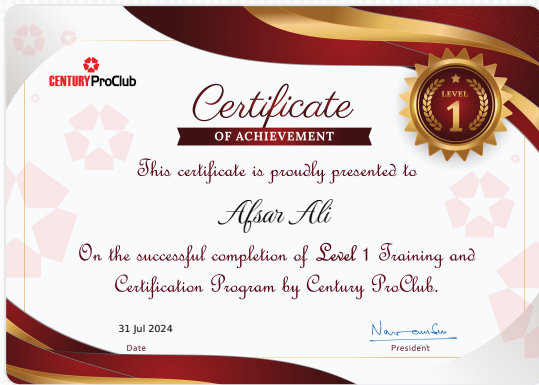 CENTURY ProClub
Certificate
OF ACHIEVEMENT
LEVEL
1
This certificate is proudly presented to
Afsar Ali
On the successful completion of Level 1 Training and
Certification Program by Century ProClub.
31 Jul 2024
Date
President